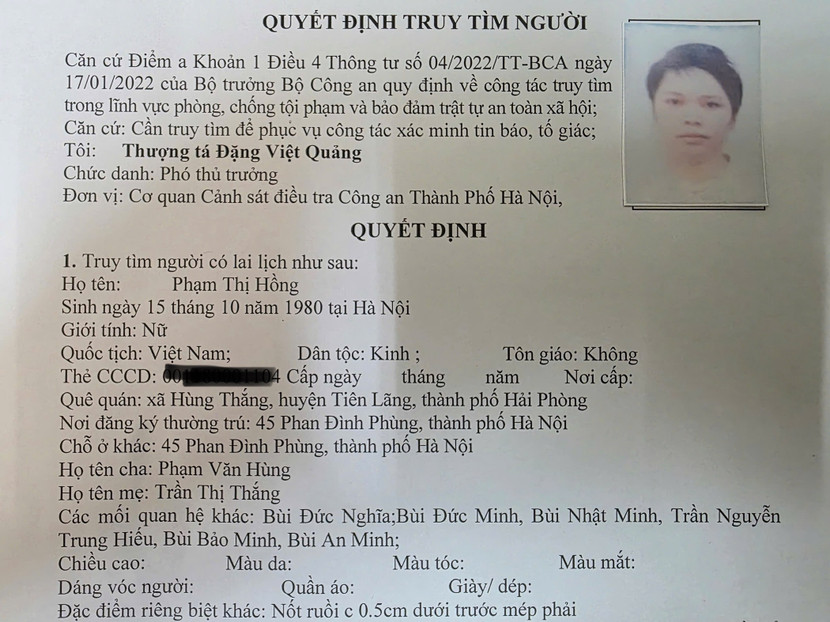 QUYẾT ĐỊNH TRUY TÌM NGƯỜI
Căn cứ Điểm a Khoản 1 Điều 4 Thông tư số 04/2022/TT-BCA ngày
17/01/2022 của Bộ trưởng Bộ Công an quy định về công tác truy tìm
trong lĩnh vực phòng, chống tội phạm và bảo đảm trật tự an toàn xã hội;
Căn cứ: Cần truy tìm để phục vụ công tác xác minh tin báo, tố giác;
Tôi: Thượng tá Đặng Việt Quảng
Chức danh: Phó thủ trưởng
Đơn vị: Cơ quan Cảnh sát điều tra Công an Thành Phố Hà Nội,
QUYẾT ĐỊNH
1. Truy tìm người có lai lịch như sau:
Họ tên: Phạm Thị Hồng
Sinh ngày 15 tháng 10 năm 1980 tại Hà Nội
Giới tính: Nữ
Quốc tịch: Việt Nam; Dân tộc: Kinh ; Tôn giáo: Không
Thẻ CCCD: Cấp ngày tháng năm Nơi cấp:
Quê quán: xã Hùng Thắng, huyện Tiên Lãng, thành phố Hải Phòng
Nơi đăng ký thường trú: 45 Phan Đình Phùng, thành phố Hà Nội
Chỗ ở khác: 45 Phan Đình Phùng, thành phố Hà Nội
Họ tên cha: Phạm Văn Hùng
Họ tên mẹ: Trần Thị Thắng
Các mối quan hệ khác: Bùi Đức Nghĩa;Bùi Đức Minh, Bùi Nhật Minh, Trần Nguyễn
Trung Hiếu, Bùi Bảo Minh, Bùi An Minh;
Chiều cao: Màu da: Màu tóc: Màu mắt:
Dáng vóc người: Quần áo: Giày/ dép:
Đặc điểm riêng biệt khác: Nốt ruồi c 0.5cm dưới trước mép phải